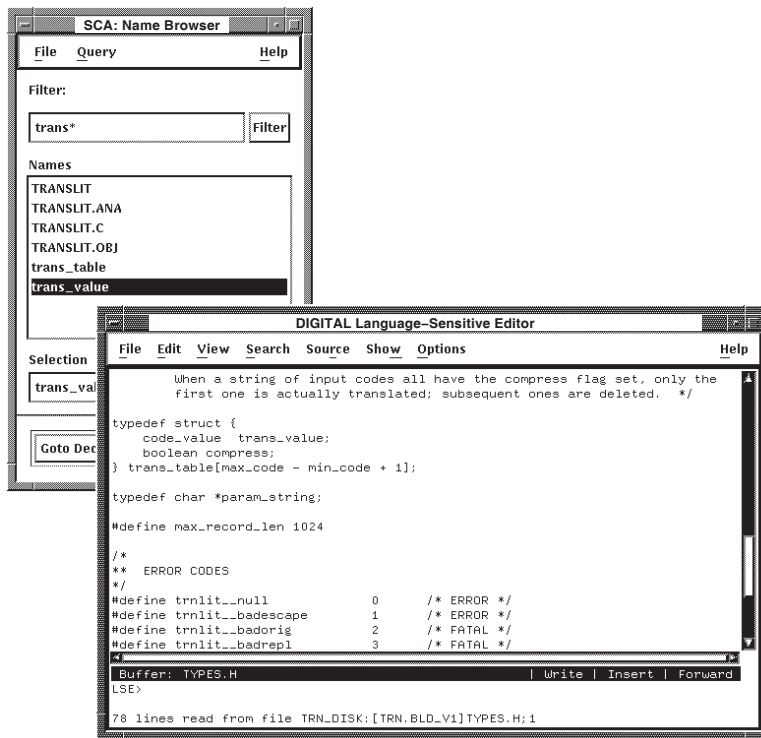 SCA: Name Browser
File Query Help
Filter:
trans* Filter
Names
TRANSLIT
TRANSLIT.ANA
TRANSLIT.C
TRANSLIT.OBJ
trans_table
trans_value
Selection
trans_val
Goto Dec
DIGITAL Language-Sensitive Editor
File Edit View Search Source Show Options Help
When a string of input codes all have the compress flag set, only the
first one is actually translated; subsequent ones are deleted. */
typedef struct {
code_value trans_value;
boolean compress;
} trans_table[max_code - min_code + 1];
typedef char *param_string;
#define max_record_len 1024
/*
** ERROR CODES
*/
#define trnlit__null 0 /* ERROR */
#define trnlit__badescape 1 /* ERROR */
#define trnlit__badorig 2 /* FATAL */
#define trnlit__badrepl 3 /* FATAL */
Buffer: TYPES.H | Write | Insert | Forward
LSE>
78 lines read from file TRN_DISK:[TRN.BLD_V1]TYPES.H;1